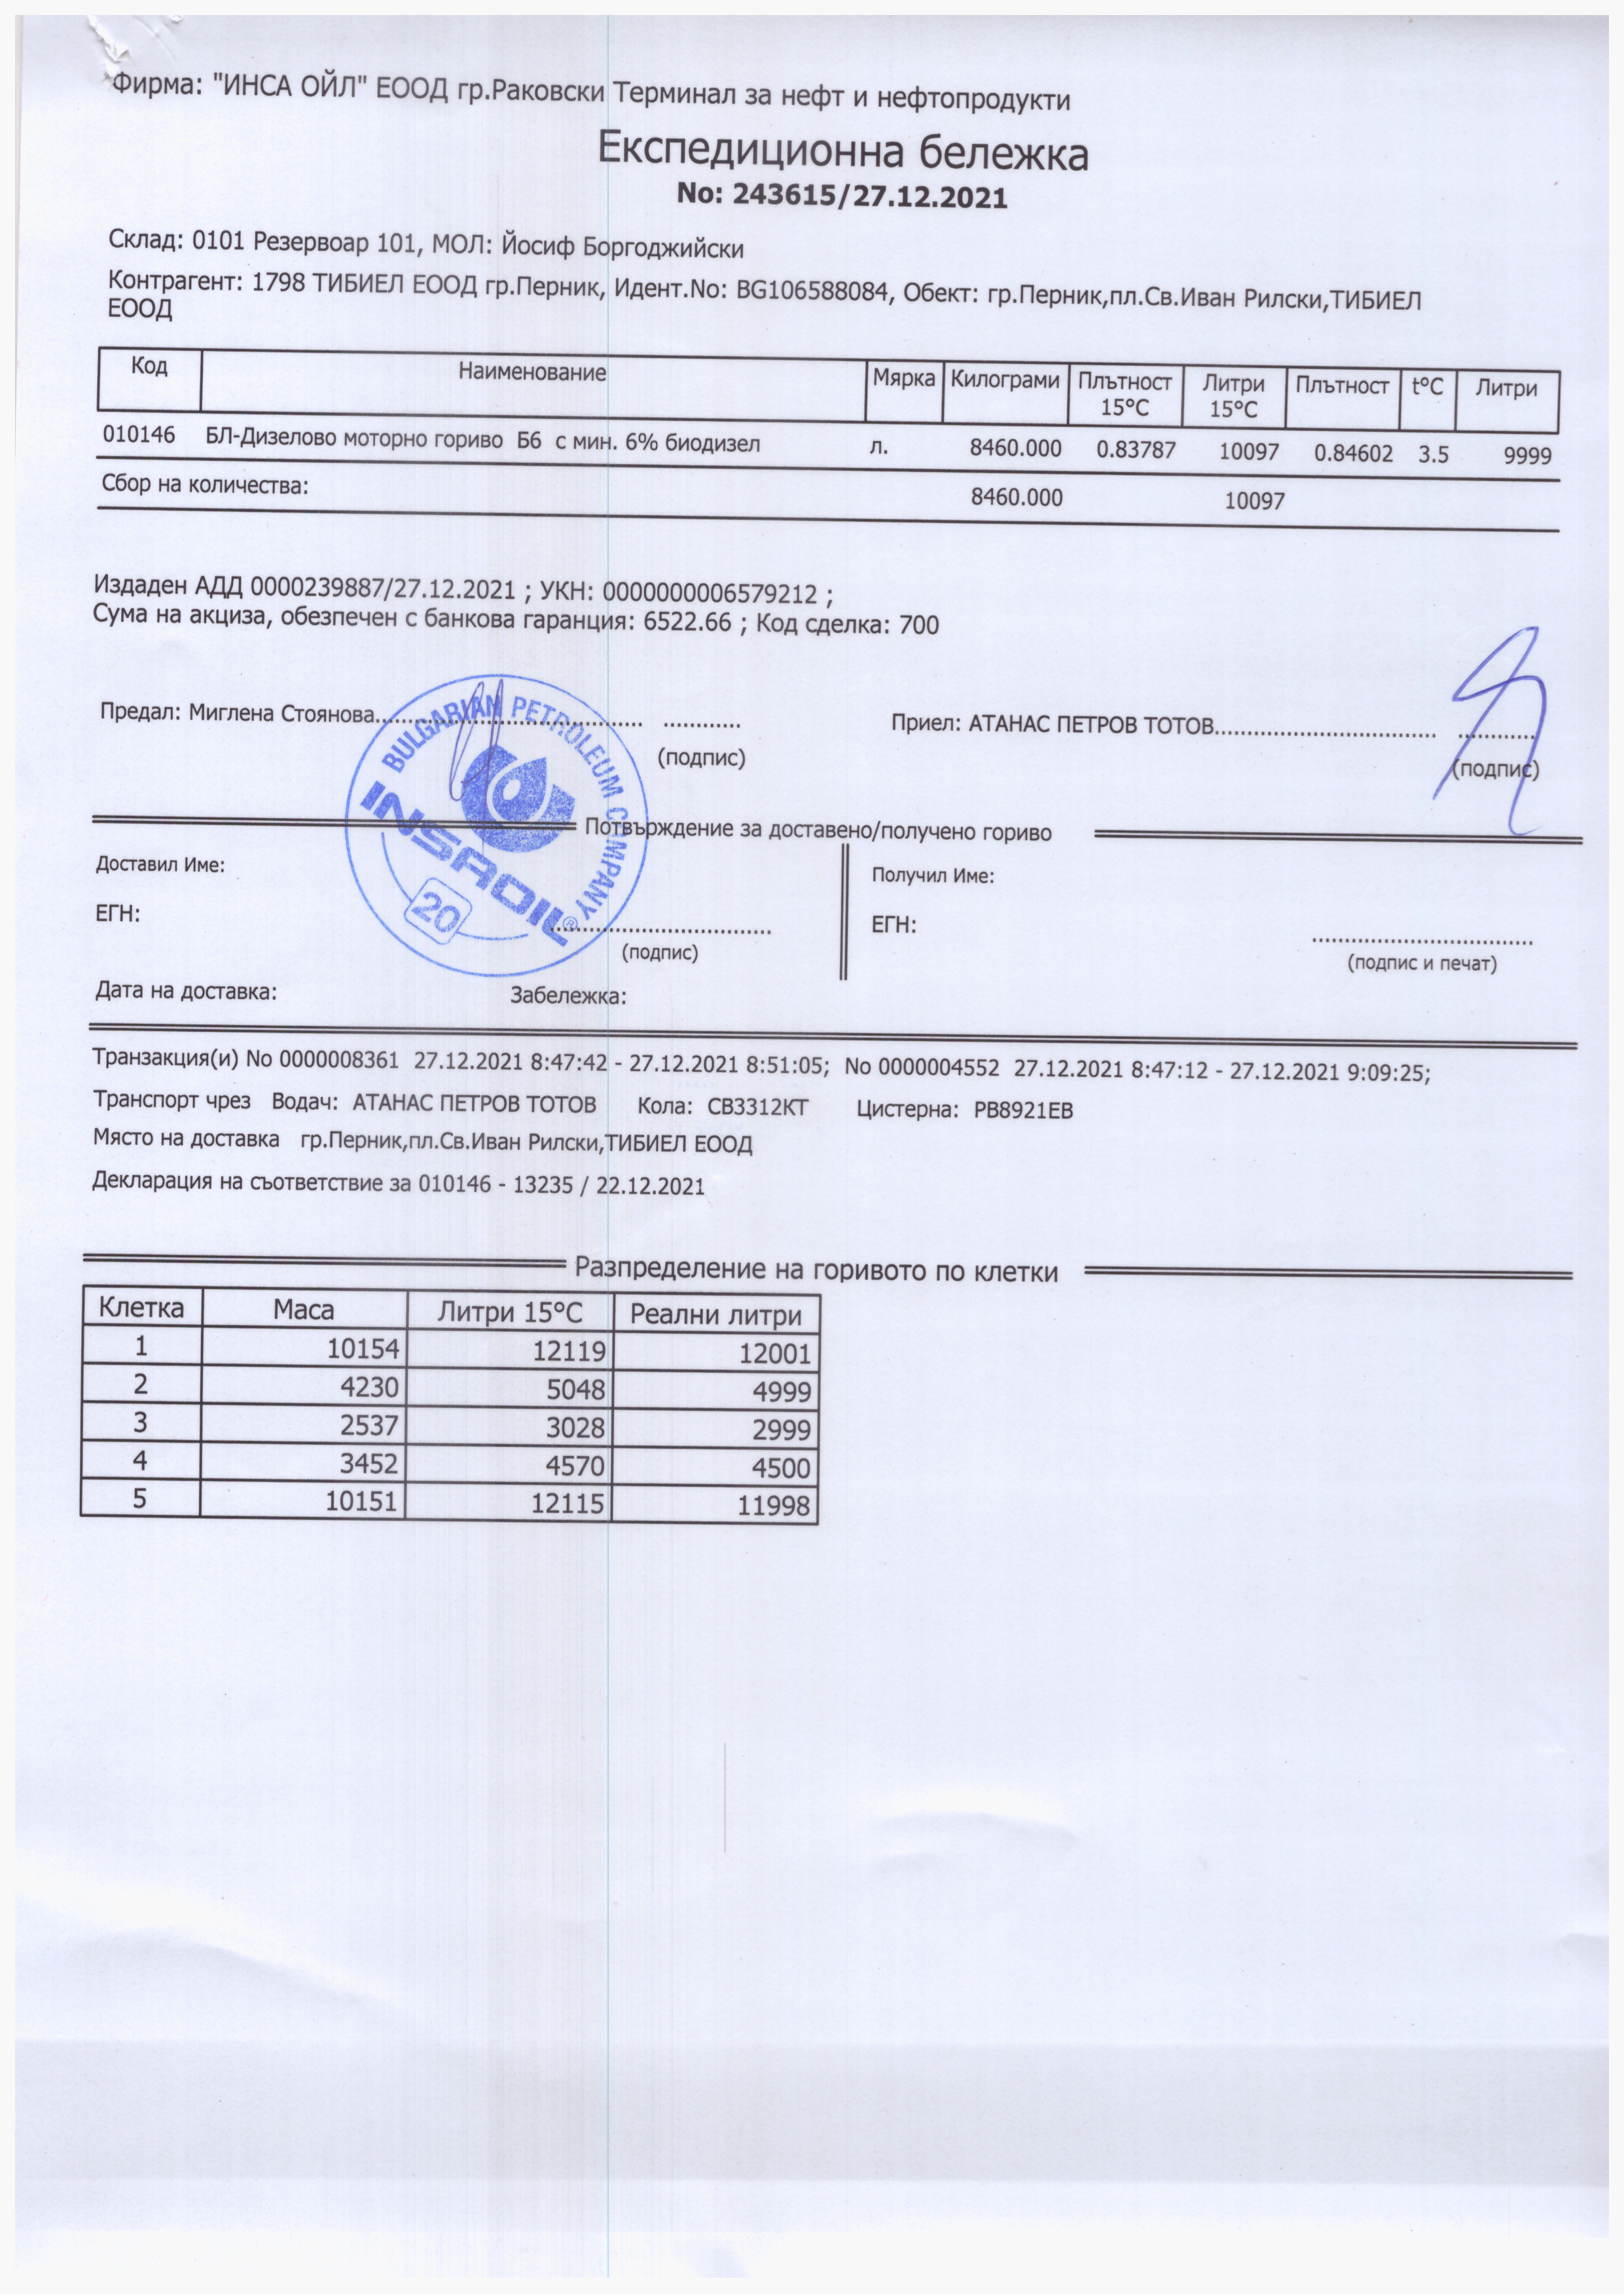 Фирма: "ИНСА ОЙЛ" ЕООД гр.Раковски Терминал за нефт и нефтопродукти
Експедиционна бележка
No: 243615/27.12.2021
Склад: 0101 Резервоар 101, МОЛ: Йосиф Боргоджийски
Контрагент: 1798 ТИБИЕЛ ЕООД гр.Перник, Идент.No: BG106588084, Обект: гр.Перник,пл.Св.Иван Рилски,ТИБИЕЛ
ЕООД
Код Наименование Мярка Килограми Плътност 15°C Литри 15°C Плътност t°C Литри
010146 БЛ-Дизелово моторно гориво Б6 с мин. 6% биодизел л. 8460.000 0.83787 10097 0.84602 3.5 9999
Сбор на количества: 8460.000 10097
Издаден АДД 0000239887/27.12.2021 ; УКН: 0000000006579212 ;
Сума на акциза, обезпечен с банкова гаранция: 6522.66 ; Код сделка: 700
Предал: Миглена Стоянова................................................ ............ Приел: АТАНАС ПЕТРОВ ТОТОВ.................................... ............
(подпис) (подпис)
BULGARIAN PETROLEUM COMPANY
INSAOIL®
20
Потвърждение за доставено/получено гориво
Доставил Име: Получил Име:
ЕГН: ЕГН:
(подпис) (подпис и печат)
Дата на доставка: Забележка:
Транзакция(и) No 0000008361 27.12.2021 8:47:42 - 27.12.2021 8:51:05; No 0000004552 27.12.2021 8:47:12 - 27.12.2021 9:09:25;
Транспорт чрез Водач: АТАНАС ПЕТРОВ ТОТОВ Кола: СВ3312КТ Цистерна: РВ8921ЕВ
Място на доставка гр.Перник,пл.Св.Иван Рилски,ТИБИЕЛ ЕООД
Декларация на съответствие за 010146 - 13235 / 22.12.2021
Разпределение на горивото по клетки
Клетка Маса Литри 15°C Реални литри
1 10154 12119 12001
2 4230 5048 4999
3 2537 3028 2999
4 3452 4570 4500
5 10151 12115 11998